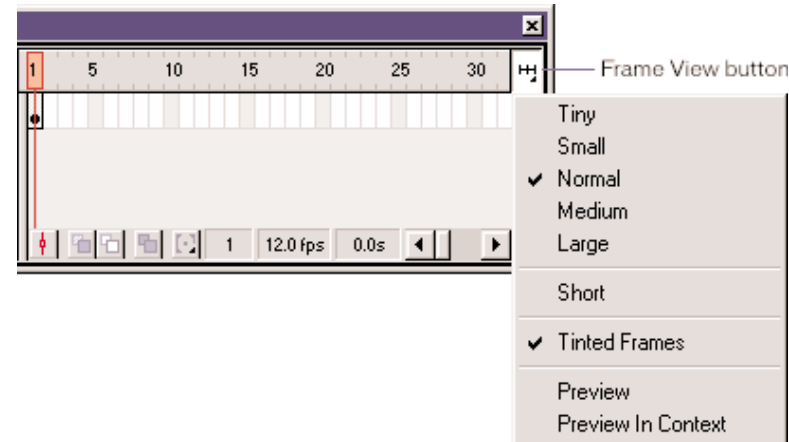 1 5 10 15 20 25 30
Frame View button
Tiny
Small
Normal
Medium
Large
1 12.0 fps 0.0s
Short
Tinted Frames
Preview
Preview In Context